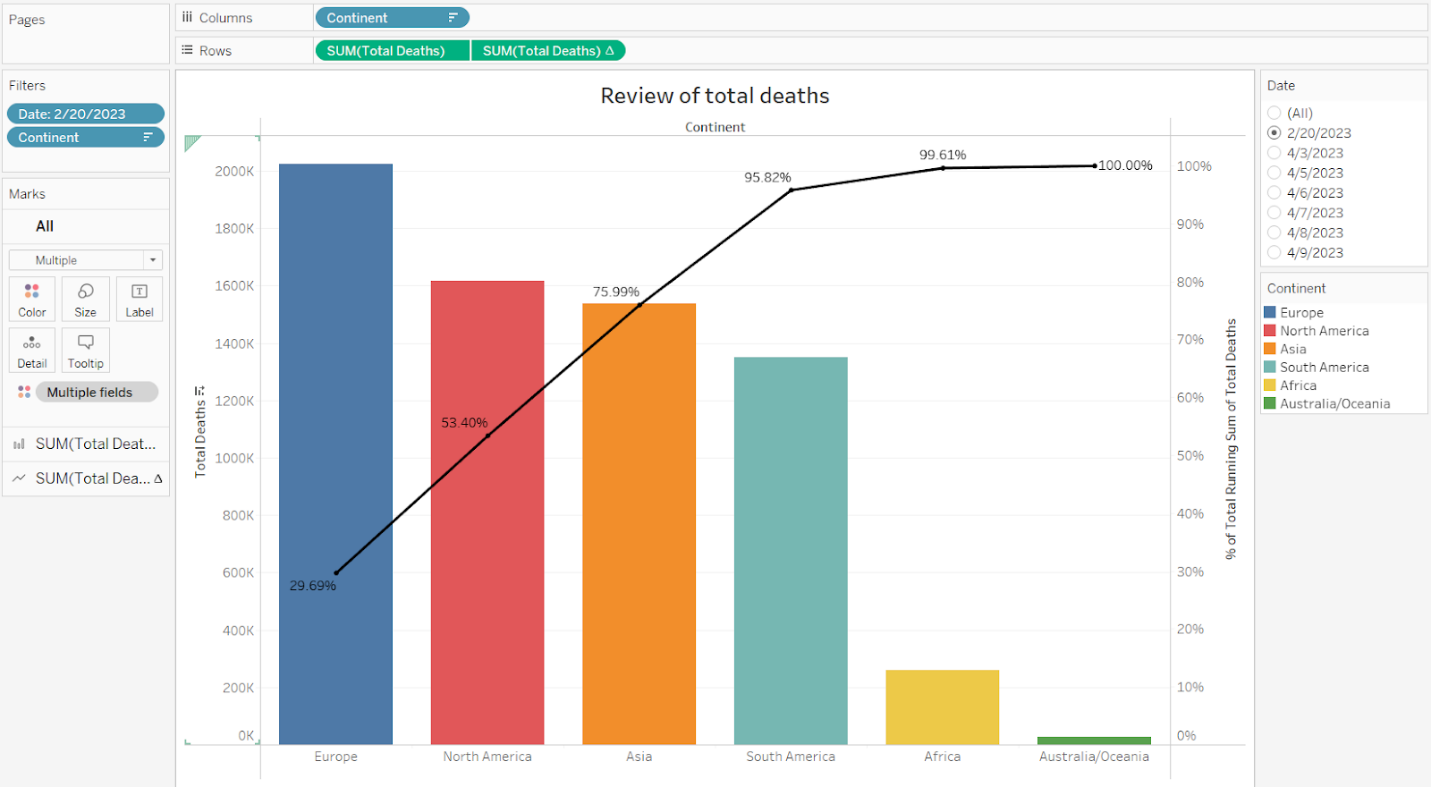 Pages
Columns
Continent
Rows
SUM(Total Deaths)
SUM(Total Deaths) Δ
Filters
Date: 2/20/2023
Continent
Marks
All
Multiple
Color
Size
Label
Detail
Tooltip
Multiple fields
SUM(Total Deat...
SUM(Total Dea... Δ
Review of total deaths
Continent
Total Deaths
2000K
1800K
1600K
1400K
1200K
1000K
800K
600K
400K
200K
0K
29.69%
53.40%
75.99%
95.82%
99.61%
100.00%
Europe
North America
Asia
South America
Africa
Australia/Oceania
100%
90%
80%
70%
60%
50%
40%
30%
20%
10%
0%
% of Total Running Sum of Total Deaths
Date
(All)
2/20/2023
4/3/2023
4/5/2023
4/6/2023
4/7/2023
4/8/2023
4/9/2023
Continent
Europe
North America
Asia
South America
Africa
Australia/Oceania